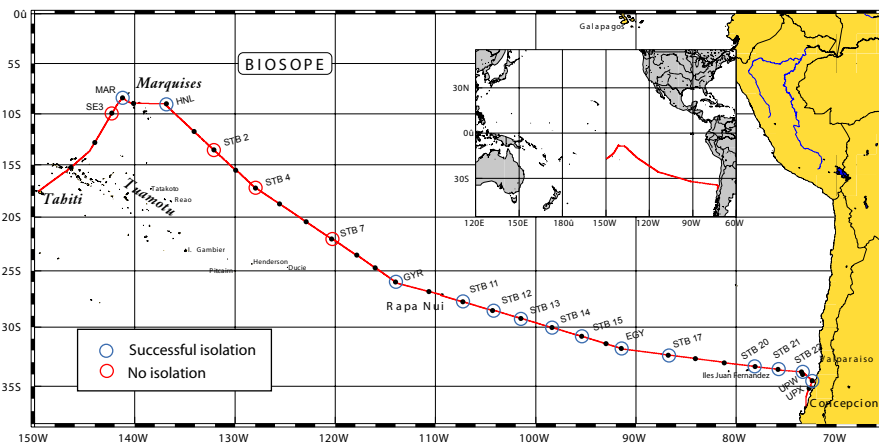 0û
5S
10S
15S
20S
25S
30S
35S
150W
140W
130W
120W
110W
100W
90W
80W
70W
BIOSOPE
Galapagos
30N
0û
30S
120E
150E
180û
150W
120W
90W
60W
MAR
Marquises
SE3
HNL
STB 2
STB 4
STB 7
Tahiti
Tuamotu
Tatakoto
Reao
I. Gambier
Pitcairn
Henderson
Ducie
GYR
Rapa Nui
STB 11
STB 12
STB 13
STB 14
STB 15
EGY
STB 17
STB 20
STB 21
STB 22
Valparaiso
Iles Juan Fernandez
UPW
UPX
Concepcion
Successful isolation
No isolation